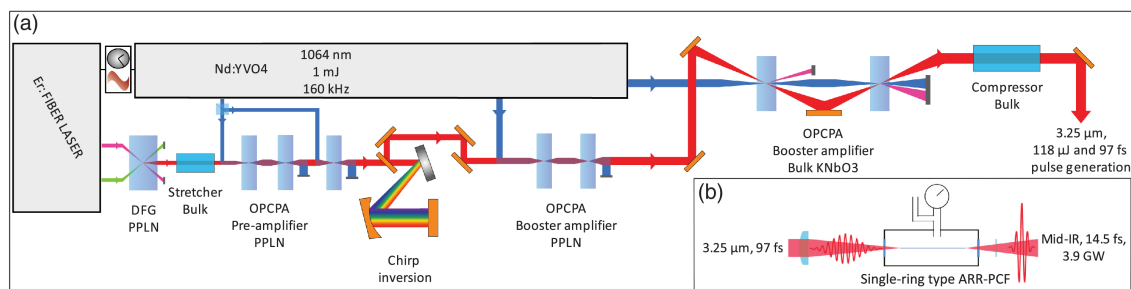 (a)
Er: FIBER LASER
Nd:YVO4
1064 nm
1 mJ
160 kHz
DFG
PPLN
Stretcher
Bulk
OPCPA
Pre-amplifier
PPLN
Chirp
inversion
OPCPA
Booster amplifier
PPLN
OPCPA
Booster amplifier
Bulk KNbO3
Compressor
Bulk
3.25 µm,
118 µJ and 97 fs
pulse generation
(b)
3.25 µm, 97 fs
Mid-IR, 14.5 fs,
3.9 GW
Single-ring type ARR-PCF